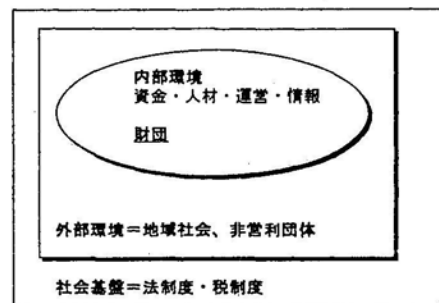 内部環境
資金・人材・運営・情報
財団
外部環境＝地域社会、非営利団体
社会基盤＝法制度・税制度